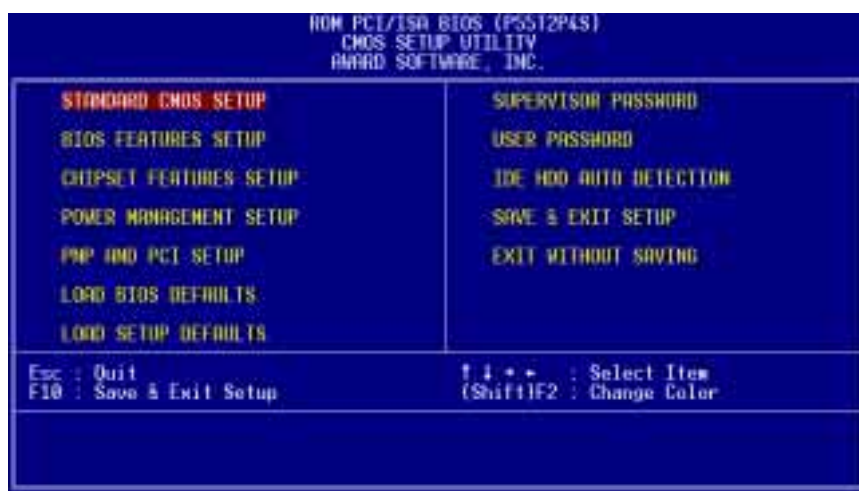 ROM PCI/ISA BIOS (P55T2P4S)
CMOS SETUP UTILITY
AWARD SOFTWARE, INC.
STANDARD CMOS SETUP
BIOS FEATURES SETUP
CHIPSET FEATURES SETUP
POWER MANAGEMENT SETUP
PNP AND PCI SETUP
LOAD BIOS DEFAULTS
LOAD SETUP DEFAULTS
SUPERVISOR PASSWORD
USER PASSWORD
IDE HDD AUTO DETECTION
SAVE & EXIT SETUP
EXIT WITHOUT SAVING
Esc : Quit
F10 : Save & Exit Setup
↑ ↓ → ← : Select Item
(Shift)F2 : Change Color